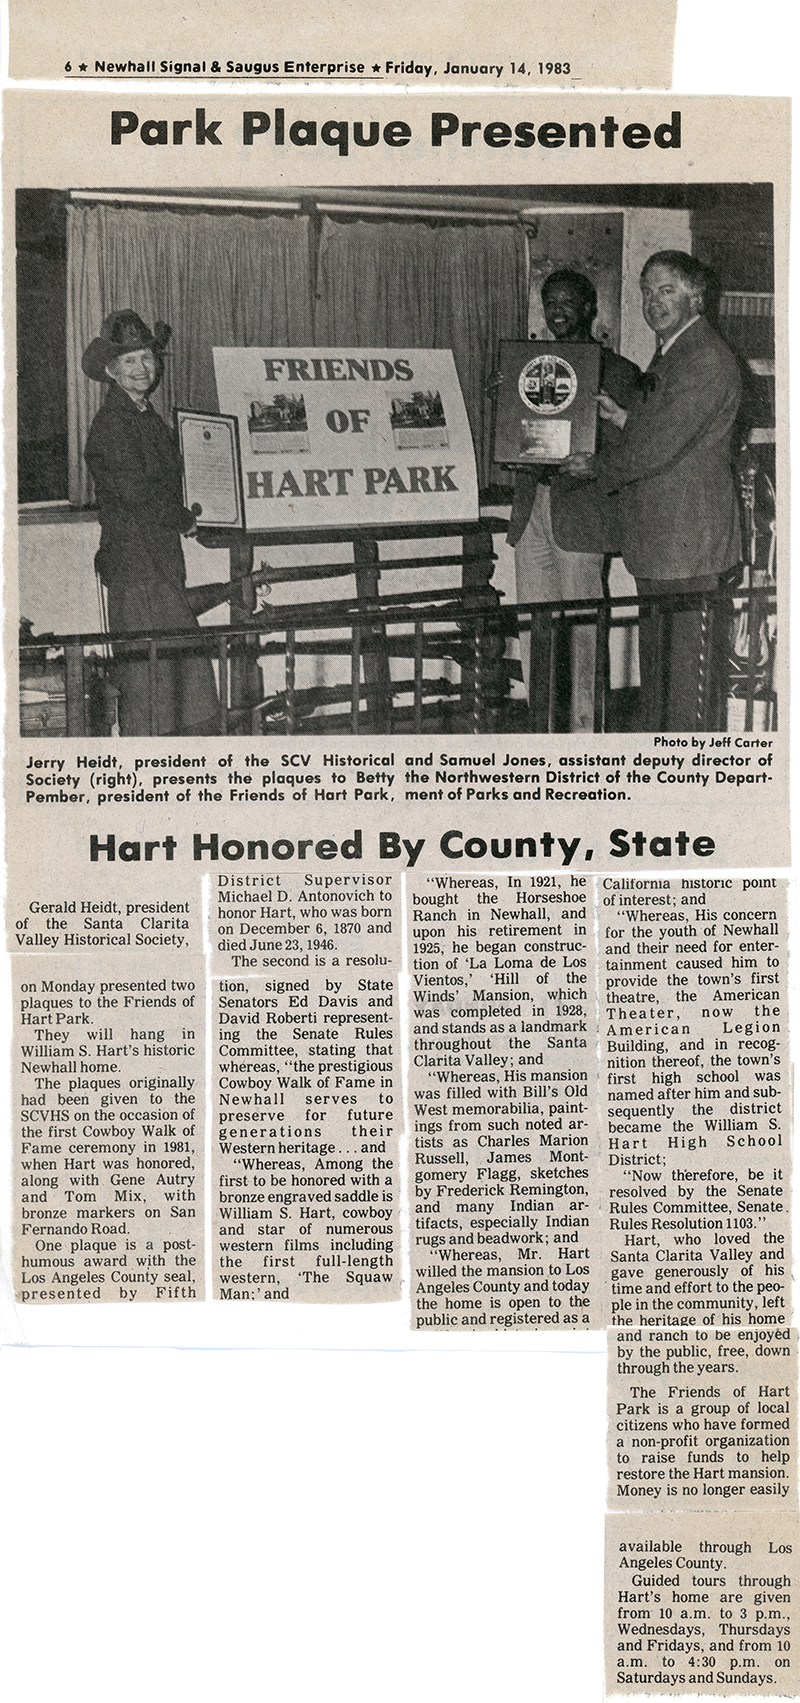 6 ★ Newhall Signal & Saugus Enterprise ★ Friday, January 14, 1983
Park Plaque Presented
FRIENDS
OF
HART PARK
Photo by Jeff Carter
Jerry Heidt, president of the SCV Historical
Society (right), presents the plaques to Betty
Pember, president of the Friends of Hart Park,
and Samuel Jones, assistant deputy director of
the Northwestern District of the County Depart-
ment of Parks and Recreation.
Hart Honored By County, State
Gerald Heidt, president
of the Santa Clarita
Valley Historical Society,
on Monday presented two
plaques to the Friends of
Hart Park.
They will hang in
William S. Hart's historic
Newhall home.
The plaques originally
had been given to the
SCVHS on the occasion of
the first Cowboy Walk of
Fame ceremony in 1981,
when Hart was honored,
along with Gene Autry
and Tom Mix, with
bronze markers on San
Fernando Road.
One plaque is a post-
humous award with the
Los Angeles County seal,
presented by Fifth
District Supervisor
Michael D. Antonovich to
honor Hart, who was born
on December 6, 1870 and
died June 23, 1946.
The second is a resolu-
tion, signed by State
Senators Ed Davis and
David Roberti represent-
ing the Senate Rules
Committee, stating that
whereas, "the prestigious
Cowboy Walk of Fame in
Newhall serves to
preserve for future
generations their
Western heritage . . . and
"Whereas, Among the
first to be honored with a
bronze engraved saddle is
William S. Hart, cowboy
and star of numerous
western films including
the first full-length
western, 'The Squaw
Man;' and
"Whereas, In 1921, he
bought the Horseshoe
Ranch in Newhall, and
upon his retirement in
1925, he began construc-
tion of 'La Loma de Los
Vientos,' 'Hill of the
Winds' Mansion, which
was completed in 1928,
and stands as a landmark
throughout the Santa
Clarita Valley; and
"Whereas, His mansion
was filled with Bill's Old
West memorabilia, paint-
ings from such noted ar-
tists as Charles Marion
Russell, James Mont-
gomery Flagg, sketches
by Frederick Remington,
and many Indian ar-
tifacts, especially Indian
rugs and beadwork; and
"Whereas, Mr. Hart
willed the mansion to Los
Angeles County and today
the home is open to the
public and registered as a
California historic point
of interest; and
"Whereas, His concern
for the youth of Newhall
and their need for enter-
tainment caused him to
provide the town's first
theatre, the American
Theater, now the
American Legion
Building, and in recog-
nition thereof, the town's
first high school was
named after him and sub-
sequently the district
became the William S.
Hart High School
District;
"Now therefore, be it
resolved by the Senate
Rules Committee, Senate
Rules Resolution 1103."
Hart, who loved the
Santa Clarita Valley and
gave generously of his
time and effort to the peo-
ple in the community, left
the heritage of his home
and ranch to be enjoyed
by the public, free, down
through the years.
The Friends of Hart
Park is a group of local
citizens who have formed
a non-profit organization
to raise funds to help
restore the Hart mansion.
Money is no longer easily
available through Los
Angeles County.
Guided tours through
Hart's home are given
from 10 a.m. to 3 p.m.,
Wednesdays, Thursdays
and Fridays, and from 10
a.m. to 4:30 p.m. on
Saturdays and Sundays.